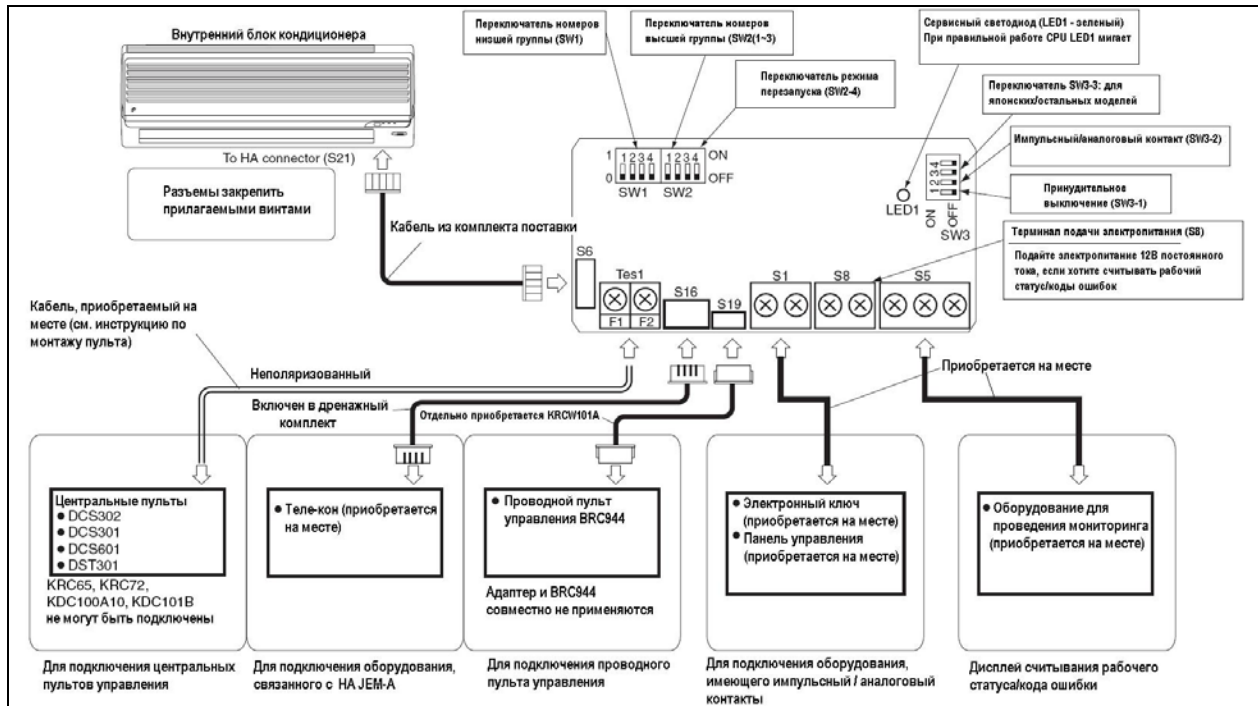 Внутренний блок кондиционера
Переключатель номеров
низшей группы (SW1)
Переключатель номеров
высшей группы (SW2(1~3)
Переключатель режима
перезапуска (SW2-4)
Сервисный светодиод (LED1 - зеленый)
При правильной работе CPU LED1 мигает
Переключатель SW3-3: для
японских/остальных моделей
Импульсный/аналоговый контакт (SW3-2)
Принудительное
выключение (SW3-1)
Терминал подачи электропитания (S8)
Подайте электропитание 12В постоянного
тока, если хотите считывать рабочий
статус/коды ошибок
To HA connector (S21)
Разъемы закрепить
прилагаемыми винтами
Кабель из комплекта поставки
1 1 2 3 4 1 2 3 4 ON
0 OFF
SW1 SW2
LED1
1 2 3 4
ON OFF
SW3
S6
Tes1
F1 F2
S16
S19
S1
S8
S5
Кабель, приобретаемый на
месте (см. инструкцию по
монтажу пульта)
Неполяризованный
Включен в дренажный
комплект
Отдельно приобретается KRCW101A
Приобретается на месте
Центральные пульты
● DCS302
● DCS301
● DCS601
● DST301
KRC65, KRC72,
KDC100A10, KDC101B
не могут быть подключены
● Теле-кон (приобретается
на месте)
● Проводной пульт
управления BRC944
Адаптер и BRC944
совместно не применяются
● Электронный ключ
(приобретается на месте)
● Панель управления
(приобретается на месте)
● Оборудование для
проведения мониторинга
(приобретается на месте)
Для подключения центральных
пультов управления
Для подключения оборудования,
связанного с HA JEM-A
Для подключения проводного
пульта управления
Для подключения оборудования,
имеющего импульсный / аналоговый
контакты
Дисплей считывания рабочего
статуса/кода ошибки